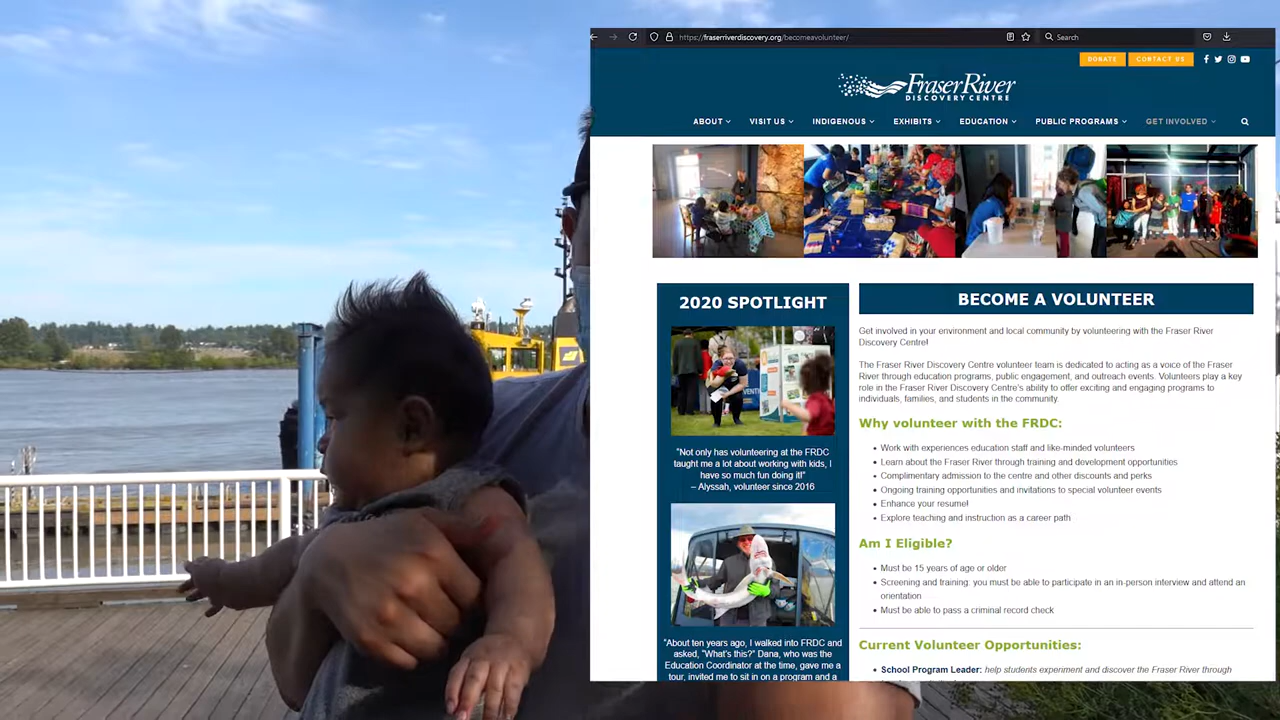 https://fraserriverdiscovery.org/becomeavolunteer/
Search
DONATE
CONTACT US
FraserRiver
DISCOVERY CENTRE
ABOUT
VISIT US
INDIGENOUS
EXHIBITS
EDUCATION
PUBLIC PROGRAMS
GET INVOLVED
2020 SPOTLIGHT
"Not only has volunteering at the FRDC
taught me a lot about working with kids, I
have so much fun doing it!"
– Alyssah, volunteer since 2016
"About ten years ago, I walked into FRDC and
asked, "What's this?" Dana, who was the
Education Coordinator at the time, gave me a
tour, invited me to sit in on a program and a
BECOME A VOLUNTEER
Get involved in your environment and local community by volunteering with the Fraser River
Discovery Centre!
The Fraser River Discovery Centre volunteer team is dedicated to acting as a voice of the Fraser
River through education programs, public engagement, and outreach events. Volunteers play a key
role in the Fraser River Discovery Centre's ability to offer exciting and engaging programs to
individuals, families, and students in the community.
Why volunteer with the FRDC:
Work with experiences education staff and like-minded volunteers
Learn about the Fraser River through training and development opportunities
Complimentary admission to the centre and other discounts and perks
Ongoing training opportunities and invitations to special volunteer events
Enhance your resume!
Explore teaching and instruction as a career path
Am I Eligible?
Must be 15 years of age or older
Screening and training: you must be able to participate in an in-person interview and attend an
orientation
Must be able to pass a criminal record check
Current Volunteer Opportunities:
School Program Leader: help students experiment and discover the Fraser River through